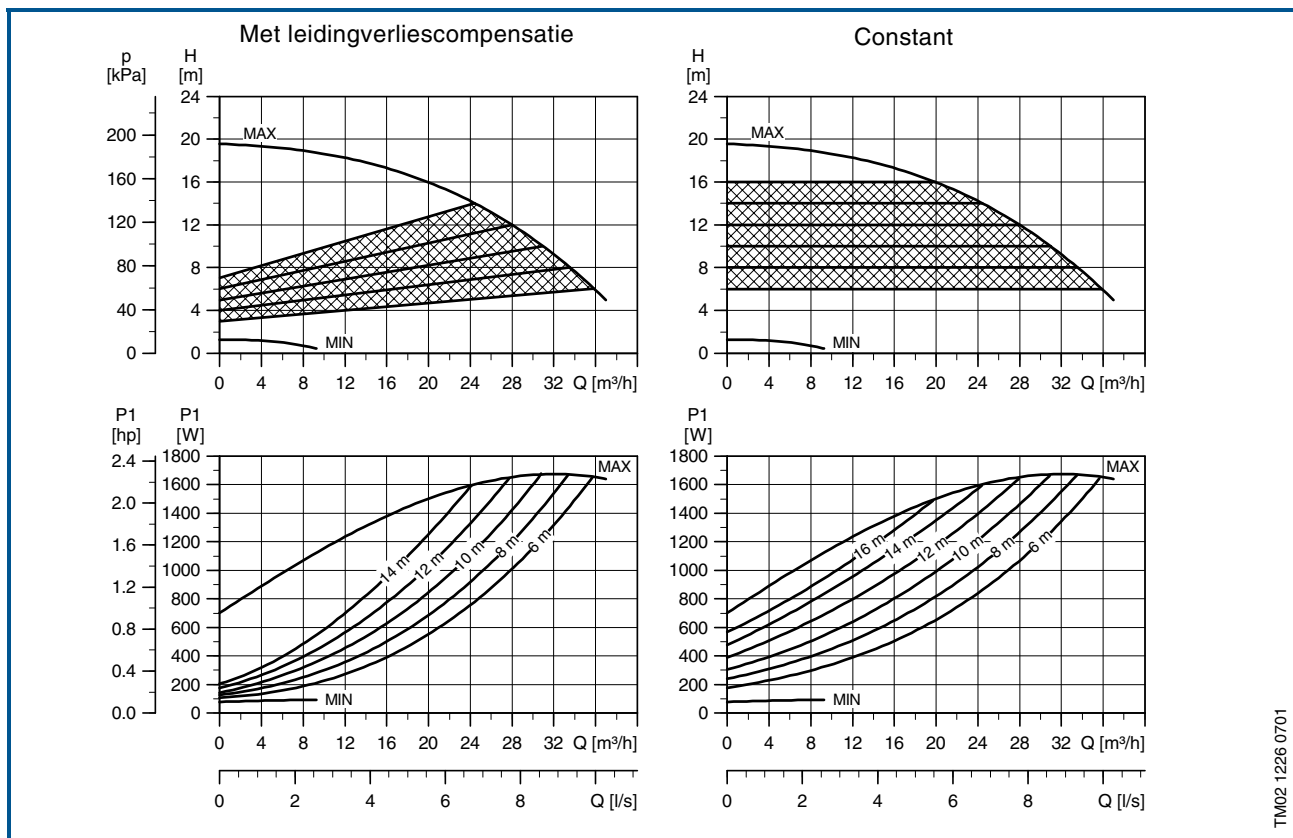 Met leidingverliescompensatie
Constant
p
[kPa]
H
[m]
24
20
16
12
8
4
0
200
160
120
80
40
0
MAX
MIN
0 4 8 12 16 20 24 28 32 Q [m³/h]
H
[m]
24
20
16
12
8
4
0
MAX
MIN
0 4 8 12 16 20 24 28 32 Q [m³/h]
P1
[hp]
P1
[W]
2.4
2.0
1.6
1.2
0.8
0.4
0.0
1800
1600
1400
1200
1000
800
600
400
200
0
MAX
14 m
12 m
10 m
8 m
6 m
MIN
0 4 8 12 16 20 24 28 32 Q [m³/h]
0 2 4 6 8 Q [l/s]
P1
[W]
1800
1600
1400
1200
1000
800
600
400
200
0
MAX
16 m
14 m
12 m
10 m
8 m
6 m
MIN
0 4 8 12 16 20 24 28 32 Q [m³/h]
0 2 4 6 8 Q [l/s]
TM02 1226 0701